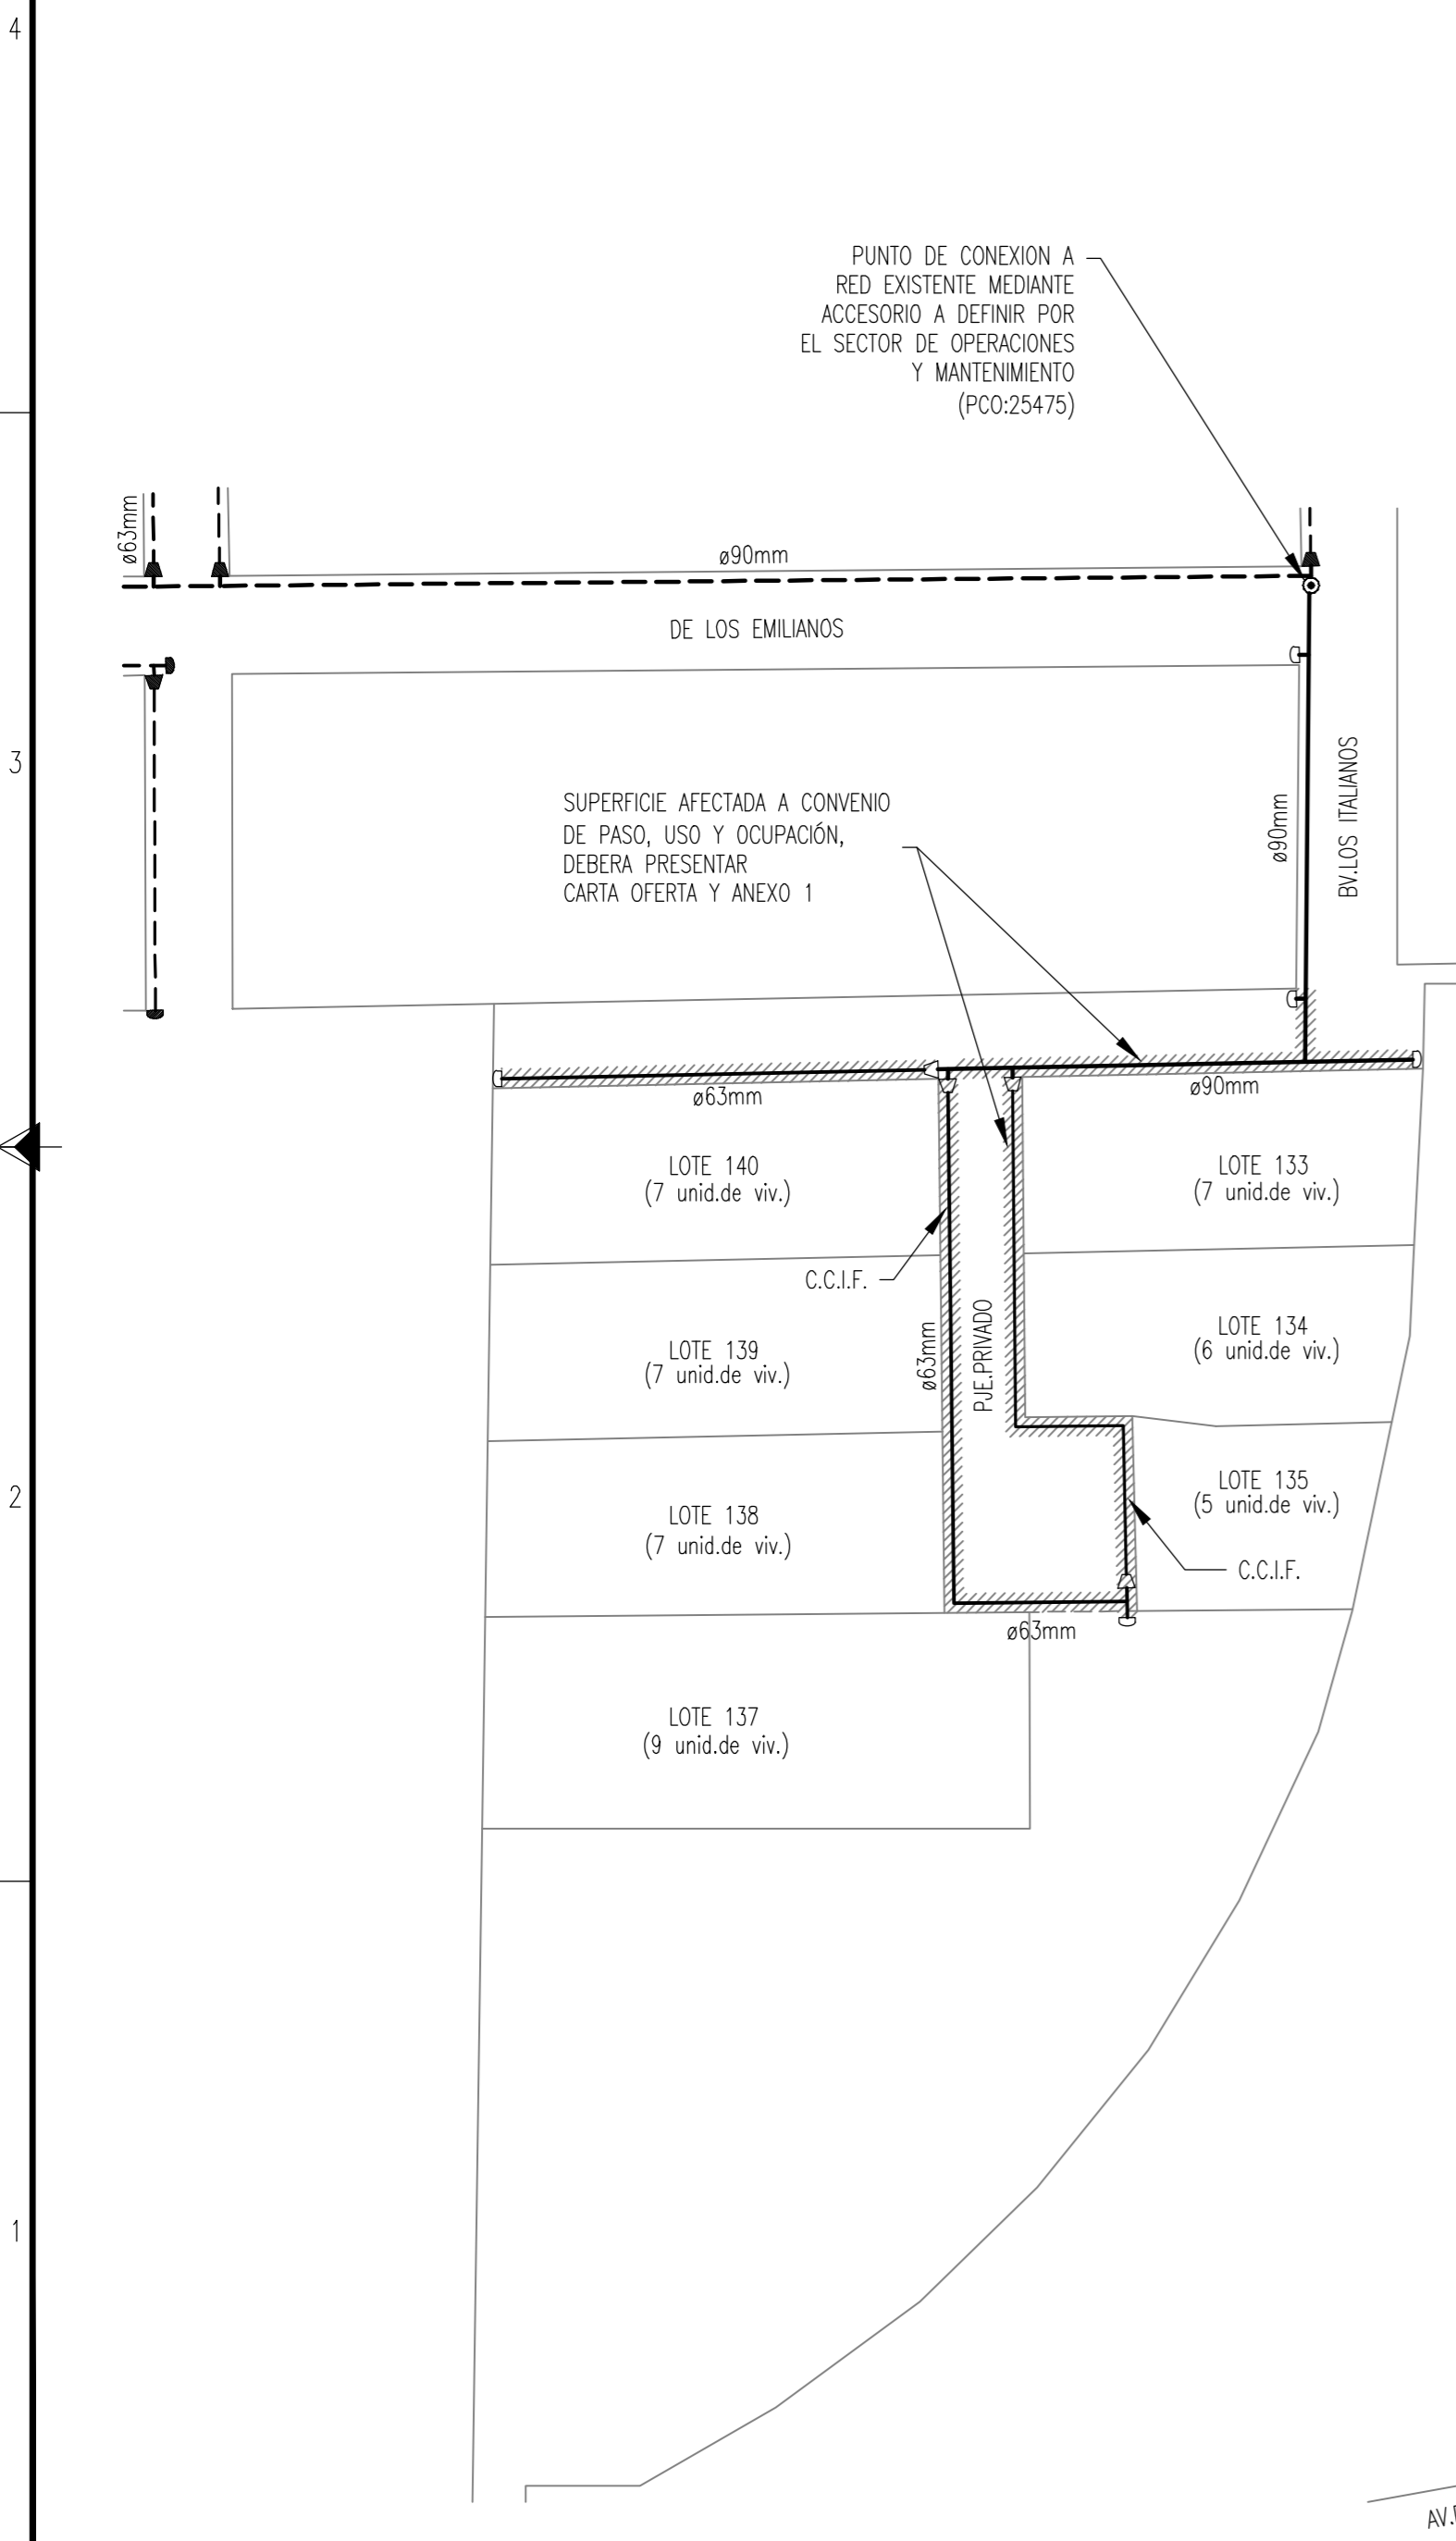 4
PUNTO DE CONEXION A
RED EXISTENTE MEDIANTE
ACCESORIO A DEFINIR POR
EL SECTOR DE OPERACIONES
Y MANTENIMIENTO
(PCO:25475)
ø63mm
ø90mm
DE LOS EMILIANOS
3
BV.LOS ITALIANOS
ø90mm
SUPERFICIE AFECTADA A CONVENIO
DE PASO, USO Y OCUPACIÓN,
DEBERA PRESENTAR
CARTA OFERTA Y ANEXO 1
ø63mm
ø90mm
LOTE 140
(7 unid.de viv.)
LOTE 133
(7 unid.de viv.)
C.C.I.F.
ø63mm
PJE.PRIVADO
LOTE 139
(7 unid.de viv.)
LOTE 134
(6 unid.de viv.)
2
LOTE 138
(7 unid.de viv.)
LOTE 135
(5 unid.de viv.)
C.C.I.F.
ø63mm
LOTE 137
(9 unid.de viv.)
1